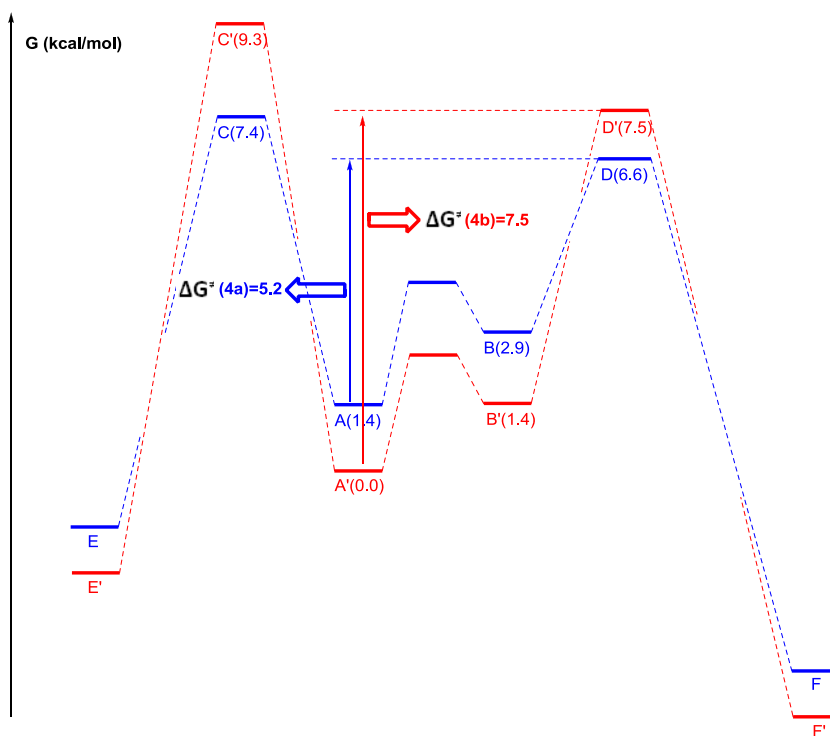 C'(9.3)
G (kcal/mol)
C(7.4)
D'(7.5)
D(6.6)
ΔG≠ (4b)=7.5
ΔG≠ (4a)=5.2
B(2.9)
A(1.4)
B'(1.4)
A'(0.0)
E
E'
F
F'